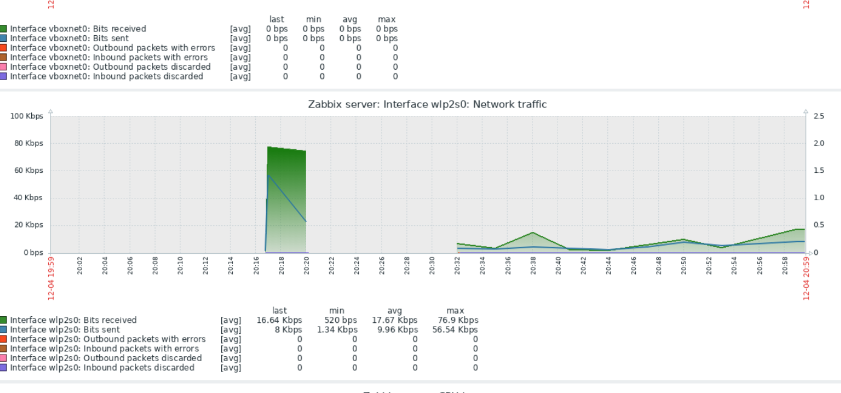 last min avg max
Interface vboxnet0: Bits received [avg] 0 bps 0 bps 0 bps 0 bps
Interface vboxnet0: Bits sent [avg] 0 bps 0 bps 0 bps 0 bps
Interface vboxnet0: Outbound packets with errors [avg] 0 0 0 0
Interface vboxnet0: Inbound packets with errors [avg] 0 0 0 0
Interface vboxnet0: Outbound packets discarded [avg] 0 0 0 0
Interface vboxnet0: Inbound packets discarded [avg] 0 0 0 0
Zabbix server: Interface wlp2s0: Network traffic
100 Kbps 2.5
80 Kbps 2.0
60 Kbps 1.5
40 Kbps 1.0
20 Kbps 0.5
0 bps 0
12-04 19:59 20:02 20:04 20:06 20:08 20:10 20:12 20:14 20:16 20:18 20:20 20:22 20:24 20:26 20:28 20:30 20:32 20:34 20:36 20:38 20:40 20:42 20:44 20:46 20:48 20:50 20:52 20:54 20:56 20:58 12-04 20:59
last min avg max
Interface wlp2s0: Bits received [avg] 16.64 Kbps 520 bps 17.67 Kbps 76.9 Kbps
Interface wlp2s0: Bits sent [avg] 8 Kbps 1.34 Kbps 9.96 Kbps 56.54 Kbps
Interface wlp2s0: Outbound packets with errors [avg] 0 0 0 0
Interface wlp2s0: Inbound packets with errors [avg] 0 0 0 0
Interface wlp2s0: Outbound packets discarded [avg] 0 0 0 0
Interface wlp2s0: Inbound packets discarded [avg] 0 0 0 0